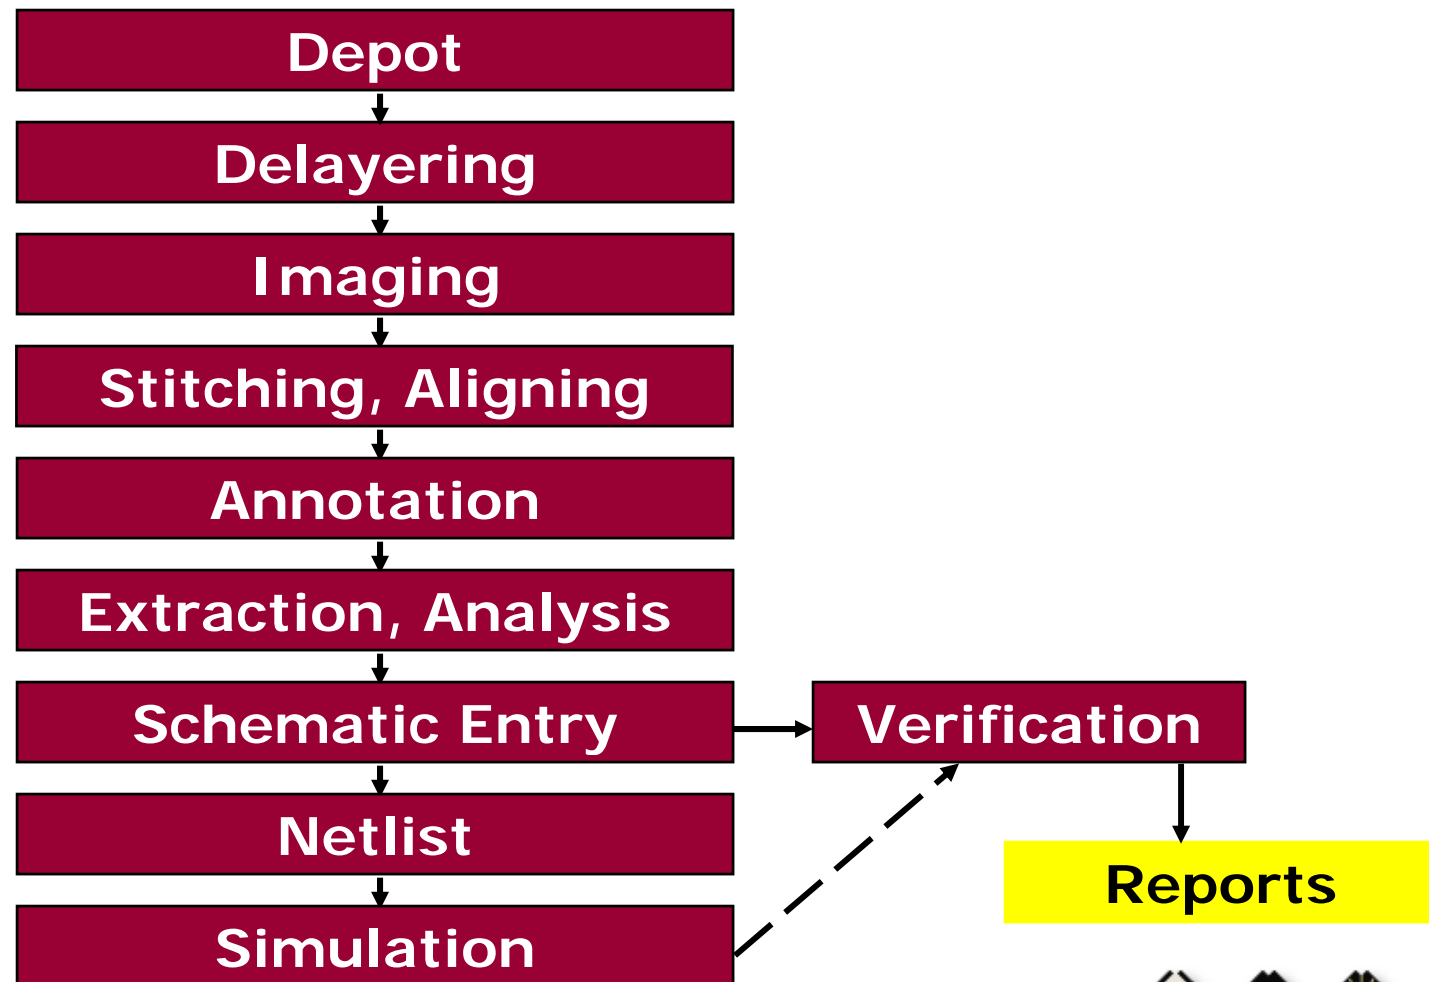 Depot
Delayering
Imaging
Stitching, Aligning
Annotation
Extraction, Analysis
Schematic Entry
Verification
Netlist
Reports
Simulation